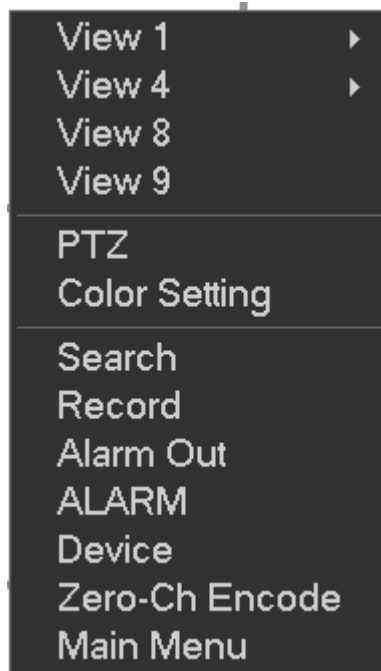 View 1
View 4
View 8
View 9
PTZ
Color Setting
Search
Record
Alarm Out
ALARM
Device
Zero-Ch Encode
Main Menu